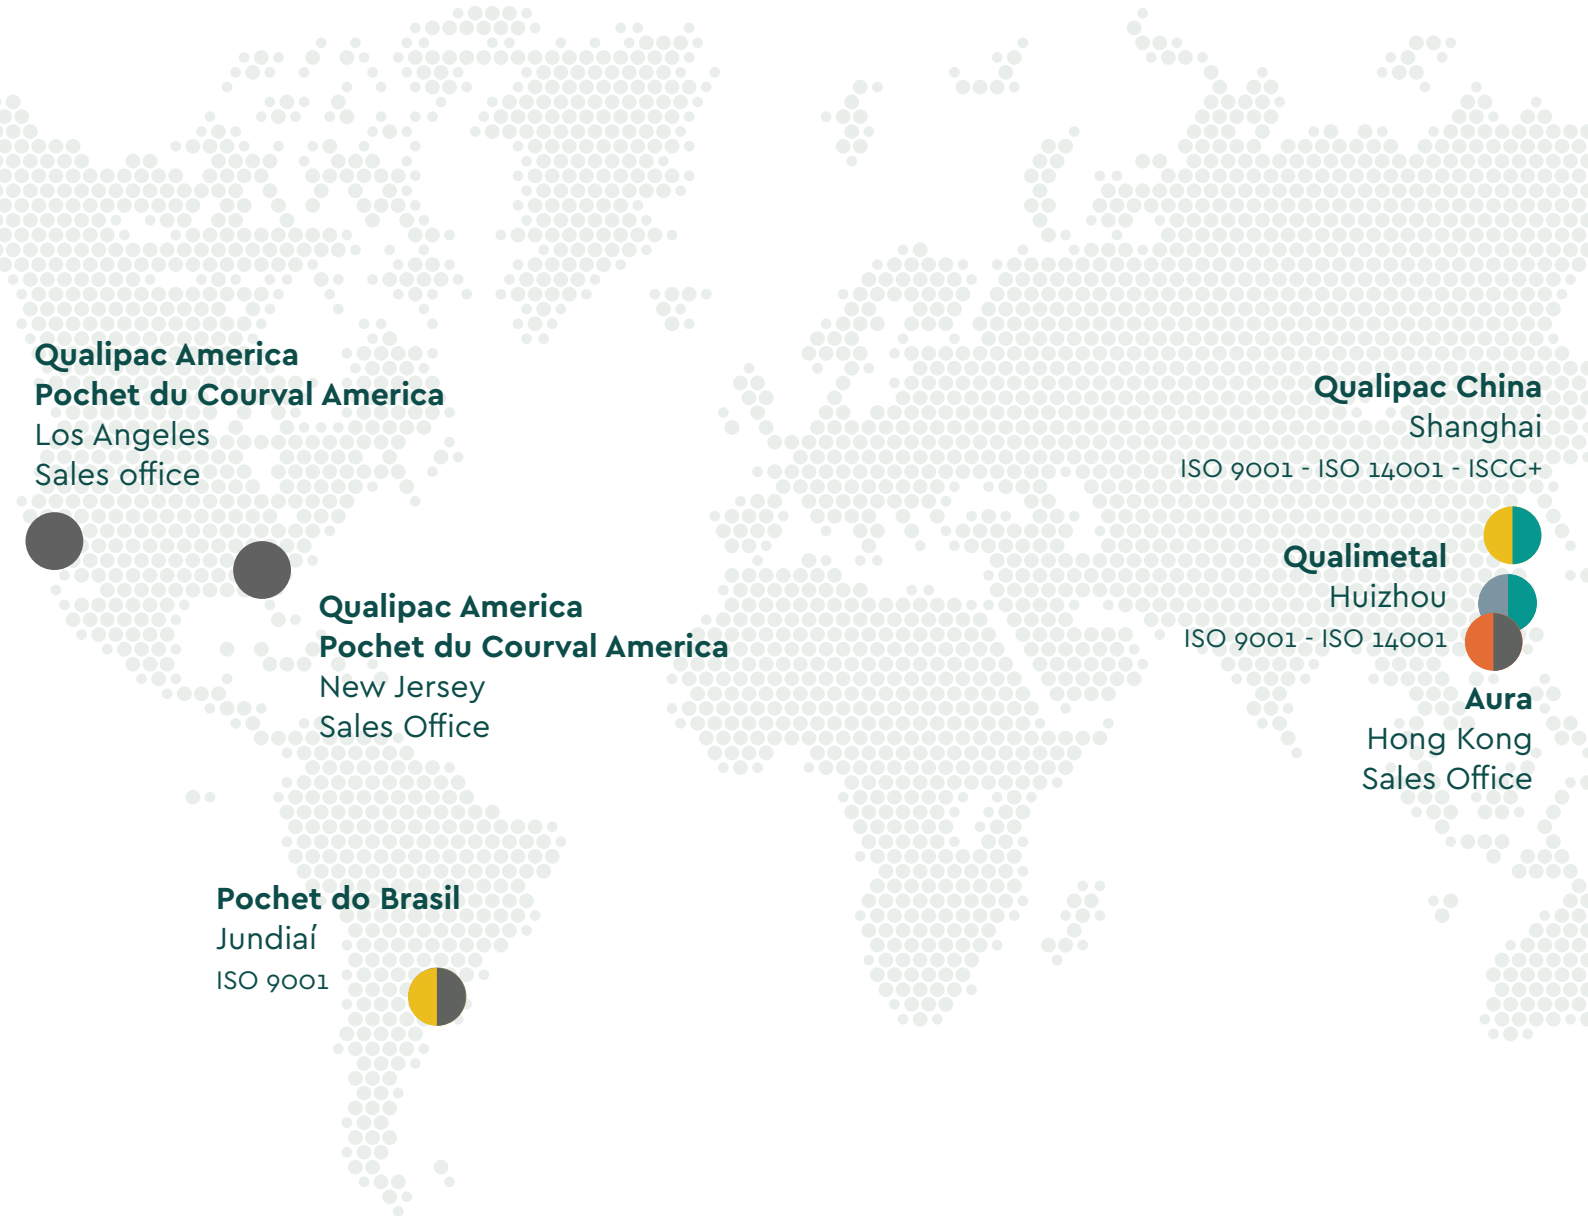 Qualipac America
Pochet du Courval America
Los Angeles
Sales office
Qualipac America
Pochet du Courval America
New Jersey
Sales Office
Pochet do Brasil
Jundiaí
ISO 9001
Qualipac China
Shanghai
ISO 9001 - ISO 14001 - ISCC+
Qualimetal
Huizhou
ISO 9001 - ISO 14001
Aura
Hong Kong
Sales Office